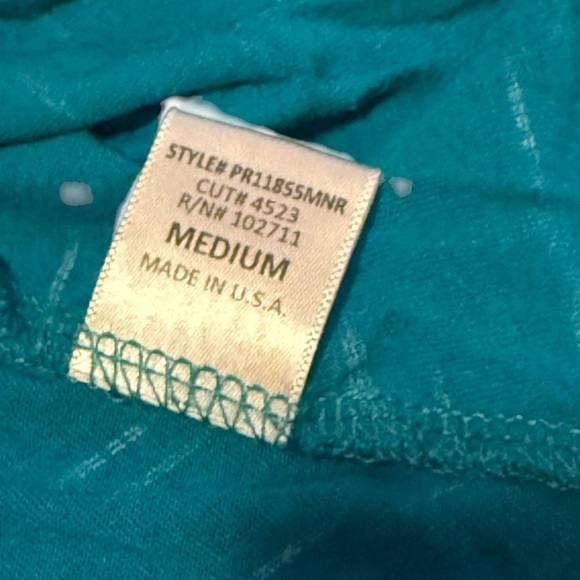 STYLE# PR11855MNR
CUT# 4523
R/N# 102711
MEDIUM
MADE IN U.S.A.